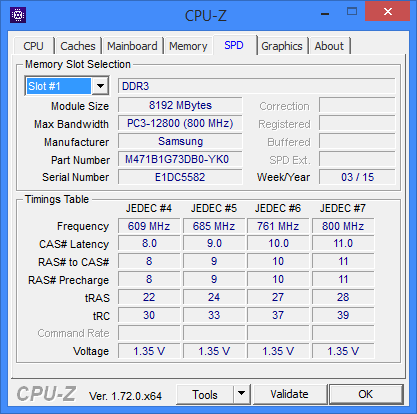 CPU-Z
CPU Caches Mainboard Memory SPD Graphics About
Memory Slot Selection
Slot #1 DDR3
Module Size 8192 MBytes Correction
Max Bandwidth PC3-12800 (800 MHz) Registered
Manufacturer Samsung Buffered
Part Number M471B1G73DB0-YK0 SPD Ext.
Serial Number E1DC5582 Week/Year 03 / 15
Timings Table
JEDEC #4 JEDEC #5 JEDEC #6 JEDEC #7
Frequency 609 MHz 685 MHz 761 MHz 800 MHz
CAS# Latency 8.0 9.0 10.0 11.0
RAS# to CAS# 8 9 10 11
RAS# Precharge 8 9 10 11
tRAS 22 24 27 28
tRC 30 33 37 39
Command Rate
Voltage 1.35 V 1.35 V 1.35 V 1.35 V
CPU-Z Ver. 1.72.0.x64 Tools Validate OK